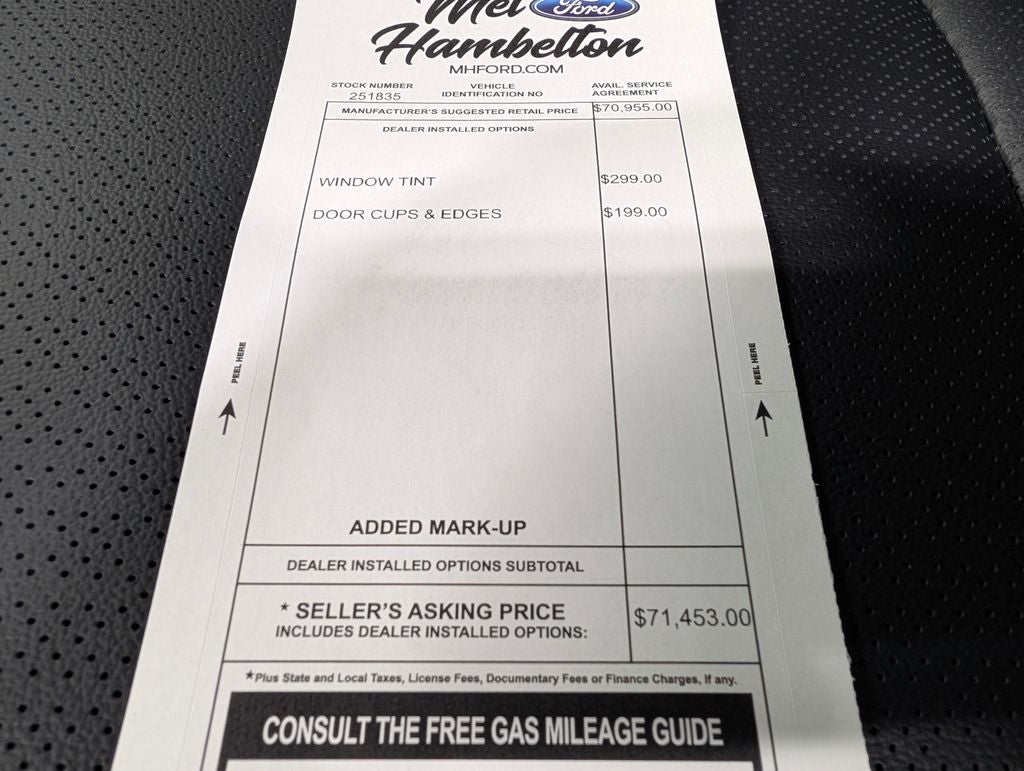 Mel Ford
Hambelton
MHFORD.COM
STOCK NUMBER
251835
VEHICLE
IDENTIFICATION NO
AVAIL. SERVICE
AGREEMENT
MANUFACTURER'S SUGGESTED RETAIL PRICE $70,955.00
DEALER INSTALLED OPTIONS
WINDOW TINT $299.00
DOOR CUPS & EDGES $199.00
PEEL HERE
PEEL HERE
ADDED MARK-UP
DEALER INSTALLED OPTIONS SUBTOTAL
* SELLER'S ASKING PRICE $71,453.00
INCLUDES DEALER INSTALLED OPTIONS:
*Plus State and Local Taxes, License Fees, Documentary Fees or Finance Charges, if any.
CONSULT THE FREE GAS MILEAGE GUIDE